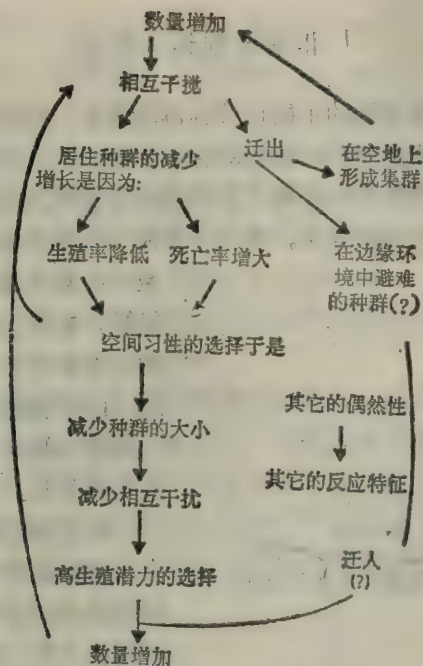 数量增加
相互干扰
居住种群的减少
增长是因为:
迁出
在空地上
形成集群
生殖率降低
死亡率增大
在边缘环
境中避难
的种群(?)
空间习性的选择于是
减少种群的大小
其它的偶然性
减少相互干扰
其它的反应特征
高生殖潜力的选择
迁人
(?)
数量增加